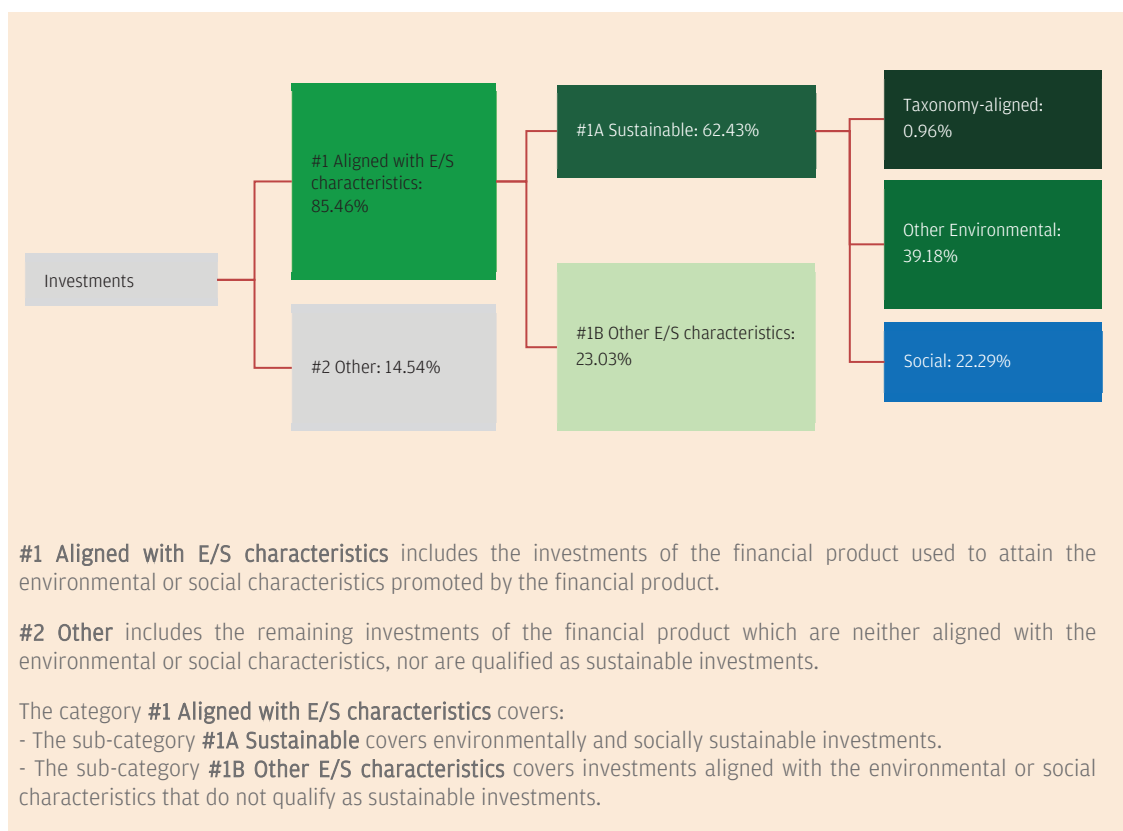 Investments
#1 Aligned with E/S
characteristics:
85.46%
#2 Other: 14.54%
#1A Sustainable: 62.43%
#1B Other E/S characteristics:
23.03%
Taxonomy-aligned:
0.96%
Other Environmental:
39.18%
Social: 22.29%
#1 Aligned with E/S characteristics includes the investments of the financial product used to attain the
environmental or social characteristics promoted by the financial product.
#2 Other includes the remaining investments of the financial product which are neither aligned with the
environmental or social characteristics, nor are qualified as sustainable investments.
The category #1 Aligned with E/S characteristics covers:
- The sub-category #1A Sustainable covers environmentally and socially sustainable investments.
- The sub-category #1B Other E/S characteristics covers investments aligned with the environmental or social
characteristics that do not qualify as sustainable investments.